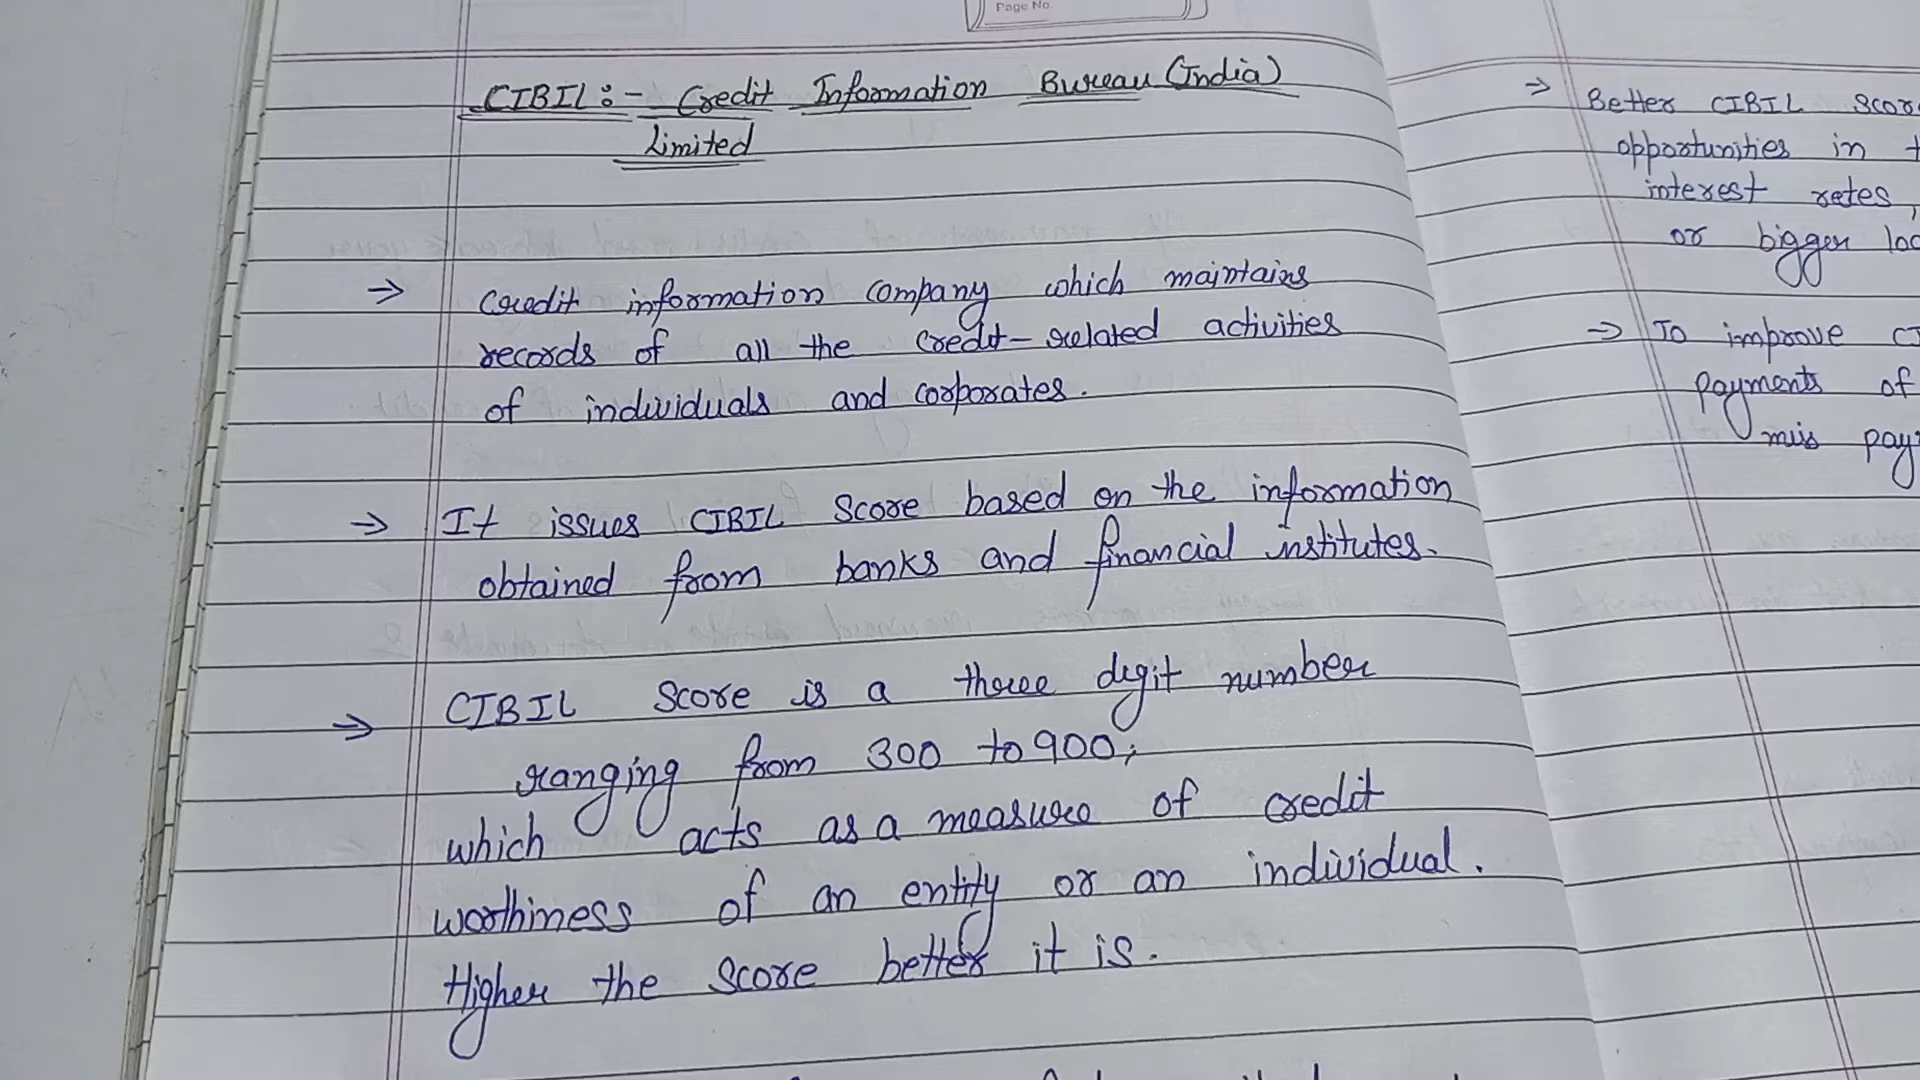 Page No.
CIBIL:- Credit Information Bureau (India)
Limited
⇒ Credit information company which maintains
records of all the credit-related activities
of individuals and corporates.
⇒ It issues CIBIL Score based on the information
obtained from banks and financial institutes.
⇒ CIBIL Score is a three digit number
ranging from 300 to 900,
which acts as a measure of credit
worthiness of an entity or an individual.
Higher the Score better it is.
⇒ Better CIBIL
opportunities in
interest rates,
or bigger
⇒ To improve
payments of
mis